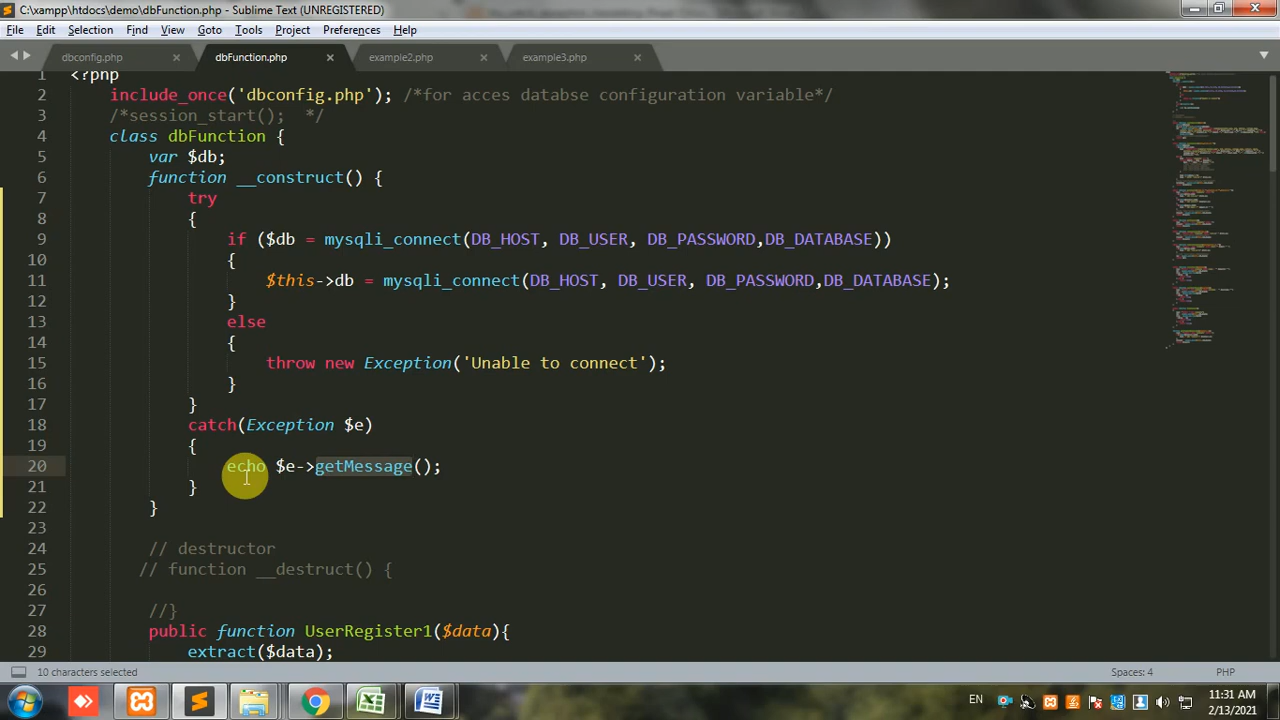 C:\xampp\htdocs\demo\dbFunction.php - Sublime Text (UNREGISTERED)
File Edit Selection Find View Goto Tools Project Preferences Help
dbconfig.php × dbFunction.php × example2.php × example3.php ×
1 <?php
2 include_once('dbconfig.php'); /*for acces databse configuration variable*/
3 /*session_start();  */
4 class dbFunction {
5 var $db;
6 function __construct() {
7 try
8 {
9 if ($db = mysqli_connect(DB_HOST, DB_USER, DB_PASSWORD,DB_DATABASE))
10 {
11 $this->db = mysqli_connect(DB_HOST, DB_USER, DB_PASSWORD,DB_DATABASE);
12 }
13 else
14 {
15 throw new Exception('Unable to connect');
16 }
17 }
18 catch(Exception $e)
19 {
20 echo $e->getMessage();
21 }
22 }
23
24 // destructor
25 // function __destruct() {
26
27 //}
28 public function UserRegister1($data){
29 extract($data);
10 characters selected Spaces: 4 PHP
EN 11:31 AM
2/13/2021